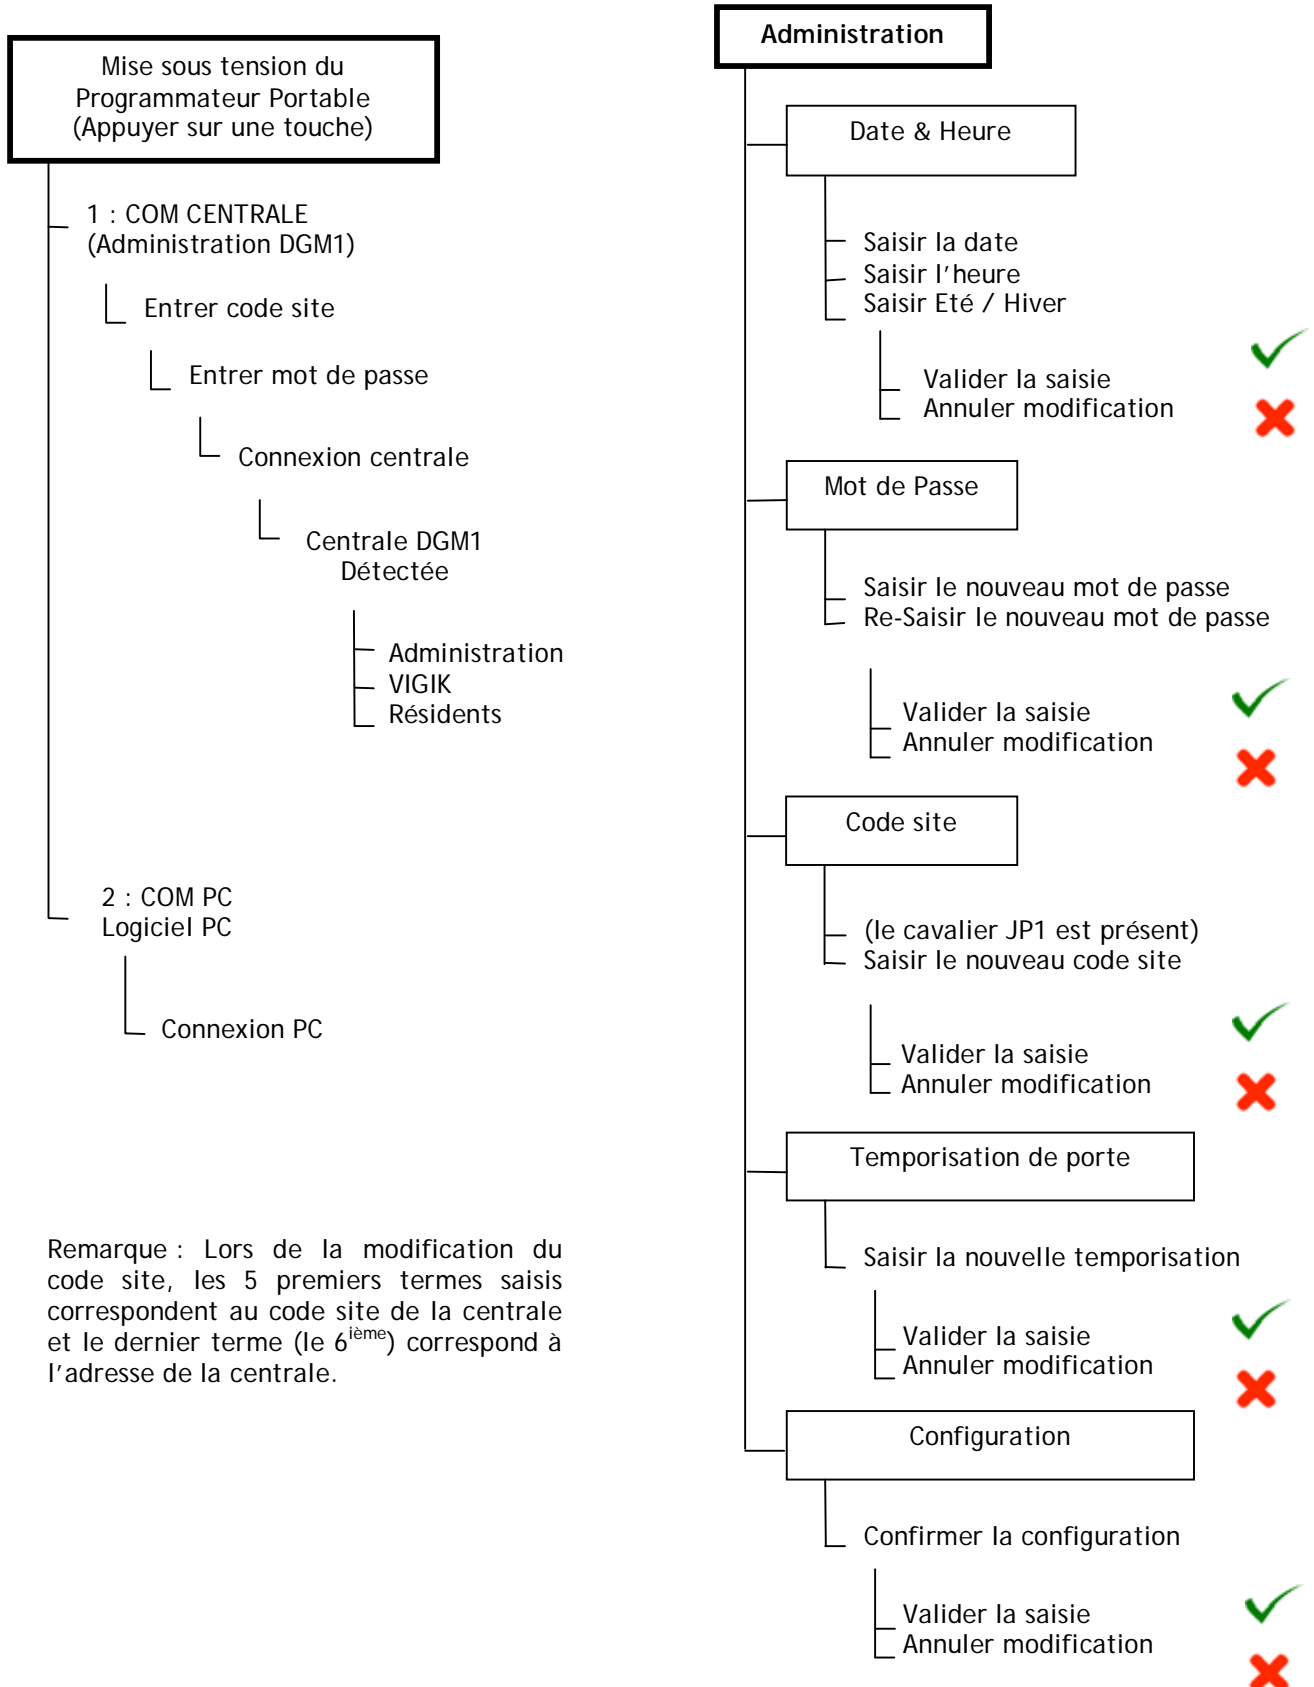 Mise sous tension du
Programmateur Portable
(Appuyer sur une touche)
1 : COM CENTRALE
(Administration DGM1)
Entrer code site
Entrer mot de passe
Connexion centrale
Centrale DGM1
Détectée
Administration
VIGIK
Résidents
2 : COM PC
Logiciel PC
Connexion PC
Remarque : Lors de la modification du
code site, les 5 premiers termes saisis
correspondent au code site de la centrale
et le dernier terme (le 6ième) correspond à
l'adresse de la centrale.
Administration
Date & Heure
Saisir la date
Saisir l'heure
Saisir Eté / Hiver
Valider la saisie
Annuler modification
Mot de Passe
Saisir le nouveau mot de passe
Re-Saisir le nouveau mot de passe
Valider la saisie
Annuler modification
Code site
(le cavalier JP1 est présent)
Saisir le nouveau code site
Valider la saisie
Annuler modification
Temporisation de porte
Saisir la nouvelle temporisation
Valider la saisie
Annuler modification
Configuration
Confirmer la configuration
Valider la saisie
Annuler modification